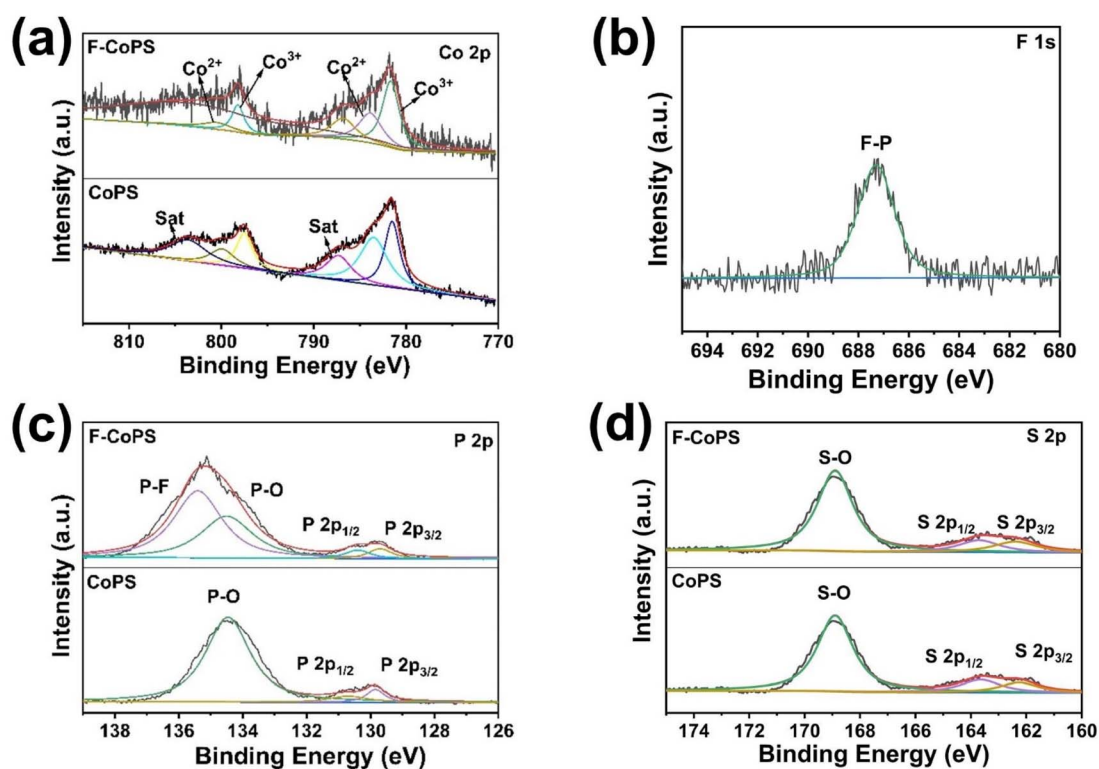 (a)
F-CoPS
Co 2p
Co2+
Co3+
Co2+
Co3+
CoPS
Sat
Sat
Intensity (a.u.)
810 800 790 780 770
Binding Energy (eV)
(b)
F 1s
F-P
Intensity (a.u.)
694 692 690 688 686 684 682 680
Binding Energy (eV)
(c)
F-CoPS
P 2p
P-F
P-O
P 2p1/2
P 2p3/2
CoPS
P-O
P 2p1/2
P 2p3/2
Intensity (a.u.)
138 135 132 130 128 126
Binding Energy (eV)
(d)
F-CoPS
S 2p
S-O
S 2p1/2
S 2p3/2
CoPS
S-O
S 2p1/2
S 2p3/2
Intensity (a.u.)
174 172 170 168 166 164 162 160
Binding Energy (eV)